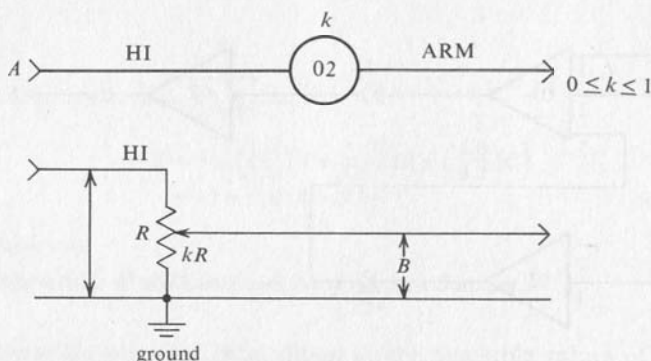 k
A HI 02 ARM
0 ≤ k ≤ 1
HI
R
kR
B
ground